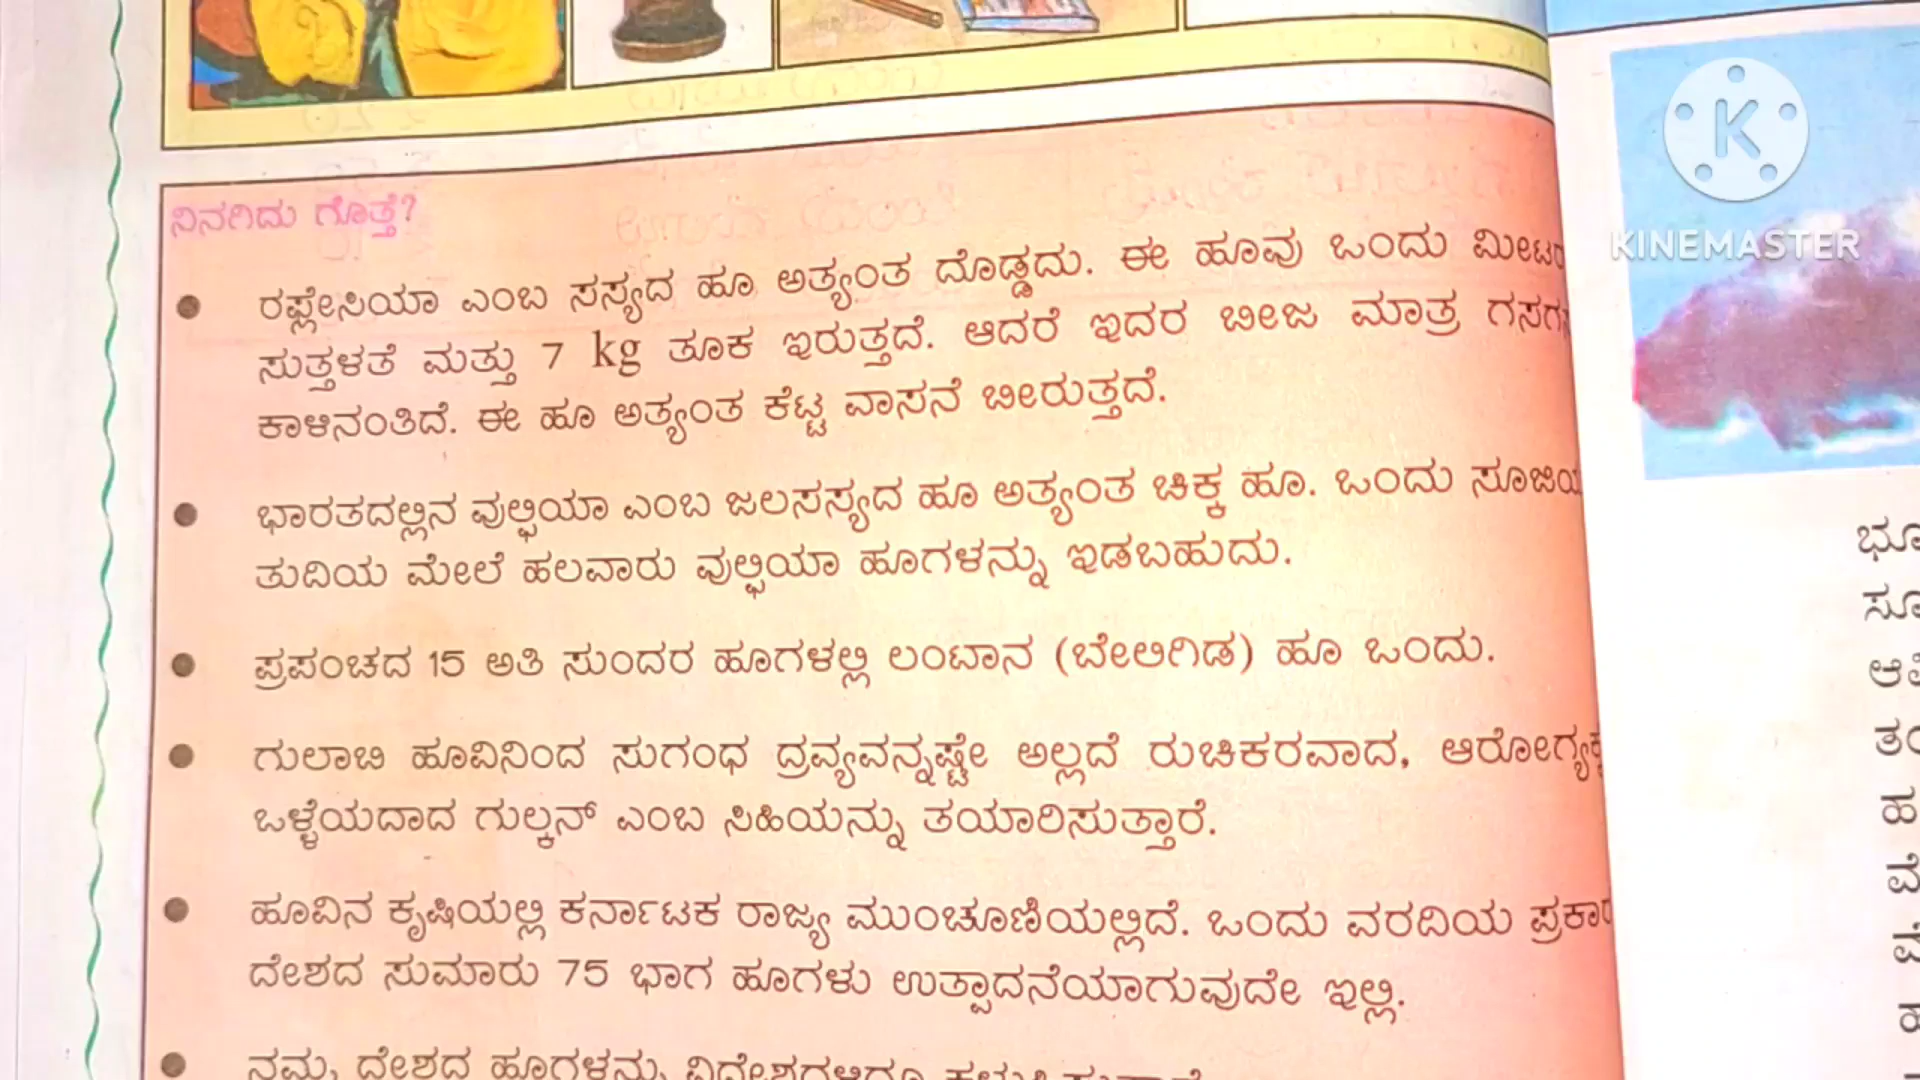 KINEMASTER
ನಿನಗಿದು ಗೊತ್ತೆ?
ರಫ್ಲೇಸಿಯಾ ಎಂಬ ಸಸ್ಯದ ಹೂ ಅತ್ಯಂತ ದೊಡ್ಡದು. ಈ ಹೂವು ಒಂದು ಮೀಟರ
ಸುತ್ತಳತೆ ಮತ್ತು 7 kg ತೂಕ ಇರುತ್ತದೆ. ಆದರೆ ಇದರ ಬೀಜ ಮಾತ್ರ
ಕಾಳಿನಂತಿದೆ. ಈ ಹೂ ಅತ್ಯಂತ ಕೆಟ್ಟ ವಾಸನೆ ಬೀರುತ್ತದೆ.
ಭಾರತದಲ್ಲಿನ ವುಲ್ಫಿಯಾ ಎಂಬ ಜಲಸಸ್ಯದ ಹೂ ಅತ್ಯಂತ ಚಿಕ್ಕ ಹೂ. ಒಂದು ಸೂಜಿಯ
ತುದಿಯ ಮೇಲೆ ಹಲವಾರು ವುಲ್ಫಿಯಾ ಹೂಗಳನ್ನು ಇಡಬಹುದು.
ಪ್ರಪಂಚದ 15 ಅತಿ ಸುಂದರ ಹೂಗಳಲ್ಲಿ ಲಂಟಾನ (ಬೇಲಿಗಿಡ) ಹೂ ಒಂದು.
ಗುಲಾಬಿ ಹೂವಿನಿಂದ ಸುಗಂಧ ದ್ರವ್ಯವನ್ನಷ್ಟೇ ಅಲ್ಲದೆ ರುಚಿಕರವಾದ, ಆರೋಗ್ಯಕ್ಕೆ
ಒಳ್ಳೆಯದಾದ ಗುಲ್ಕನ್ ಎಂಬ ಸಿಹಿಯನ್ನು ತಯಾರಿಸುತ್ತಾರೆ.
ಹೂವಿನ ಕೃಷಿಯಲ್ಲಿ ಕರ್ನಾಟಕ ರಾಜ್ಯ ಮುಂಚೂಣಿಯಲ್ಲಿದೆ. ಒಂದು ವರದಿಯ ಪ್ರಕಾರ
ದೇಶದ ಸುಮಾರು 75 ಭಾಗ ಹೂಗಳು ಉತ್ಪಾದನೆಯಾಗುವುದೇ ಇಲ್ಲಿ.
ನಮ್ಮ ದೇಶದ ಹೂಗಳನ್ನು